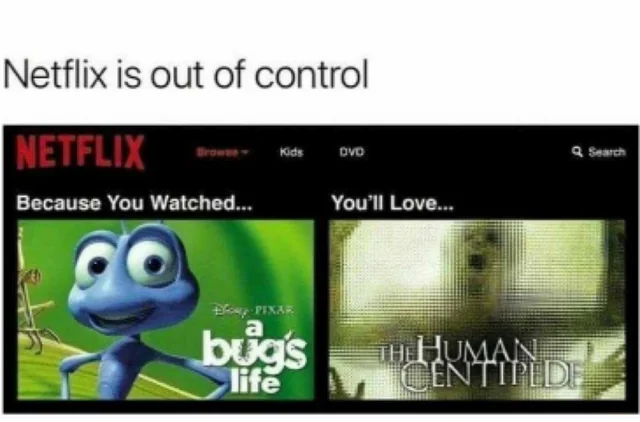 Netflix is out of control
NETFLIX Browse Kids DVD Search
Because You Watched... You'll Love...
Disney PIXAR
a
bug's
life
THE HUMAN
CENTIPEDE